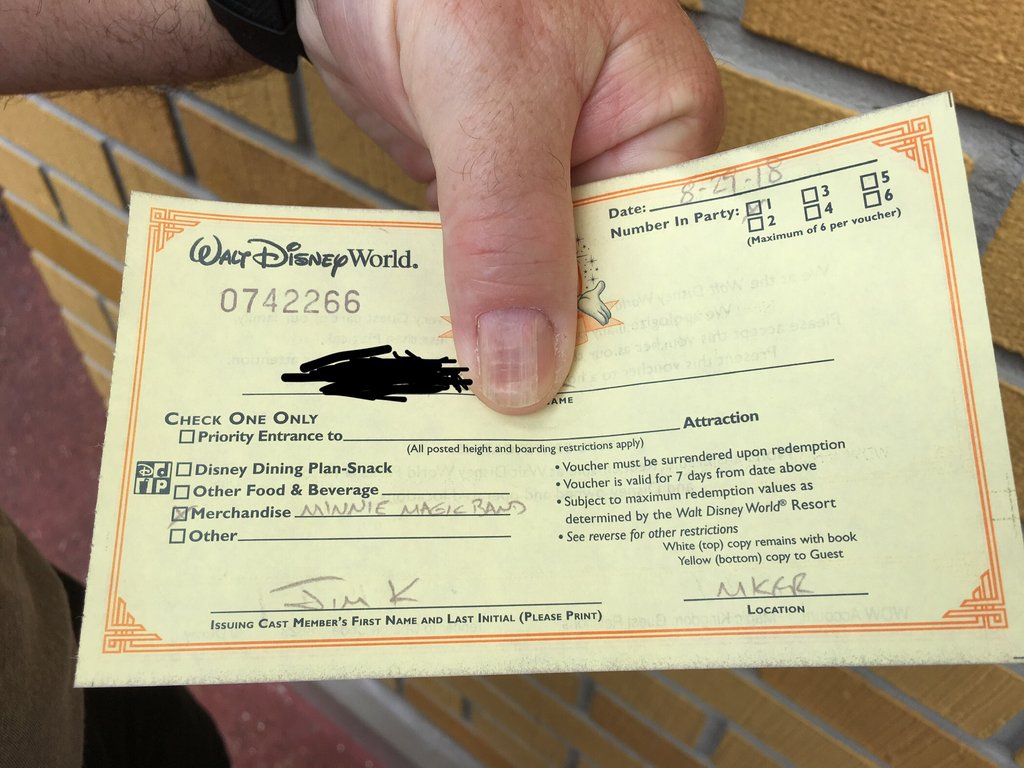 Walt Disney World.
0742266
Date: 8-29-18
Number In Party: 1 3 5
2 4 6
(Maximum of 6 per voucher)
AME
Check One Only
Priority Entrance to Attraction
(All posted height and boarding restrictions apply)
Disney Dining Plan-Snack
Other Food & Beverage
Merchandise MINNIE MAGIC BAND
Other
• Voucher must be surrendered upon redemption
• Voucher is valid for 7 days from date above
• Subject to maximum redemption values as
determined by the Walt Disney World® Resort
• See reverse for other restrictions
White (top) copy remains with book
Yellow (bottom) copy to Guest
JIM K
Issuing Cast Member's First Name and Last Initial (Please Print)
MKGR
Location